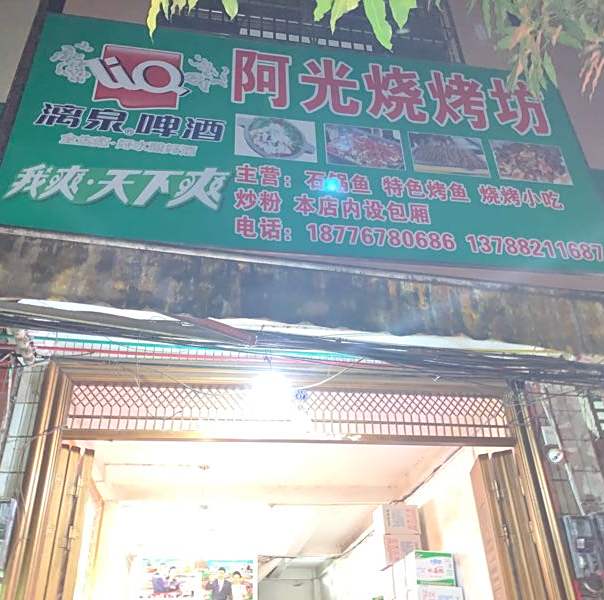 LiQ
阿光烧烤坊
漓泉®啤酒
我爽·天下爽
主营：石锅鱼 特色烤鱼 烧烤小吃
炒粉 本店内设包厢
电话：18776780686 13788211687